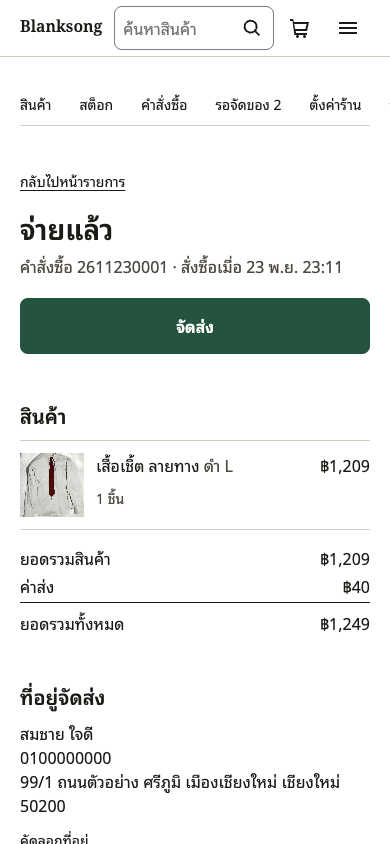 Blanksong
ค้นหาสินค้า
สินค้า สต็อก คำสั่งซื้อ รอจัดของ 2 ตั้งค่าร้าน
กลับไปหน้ารายการ
จ่ายแล้ว
คำสั่งซื้อ 2611230001 · สั่งซื้อเมื่อ 23 พ.ย. 23:11
จัดส่ง
สินค้า
เสื้อเชิ้ต ลายทาง ดำ L ฿1,209
1 ชิ้น
ยอดรวมสินค้า ฿1,209
ค่าส่ง ฿40
ยอดรวมทั้งหมด ฿1,249
ที่อยู่จัดส่ง
สมชาย ใจดี
0100000000
99/1 ถนนตัวอย่าง ศรีภูมิ เมืองเชียงใหม่ เชียงใหม่
50200
คัดลอกที่อยู่